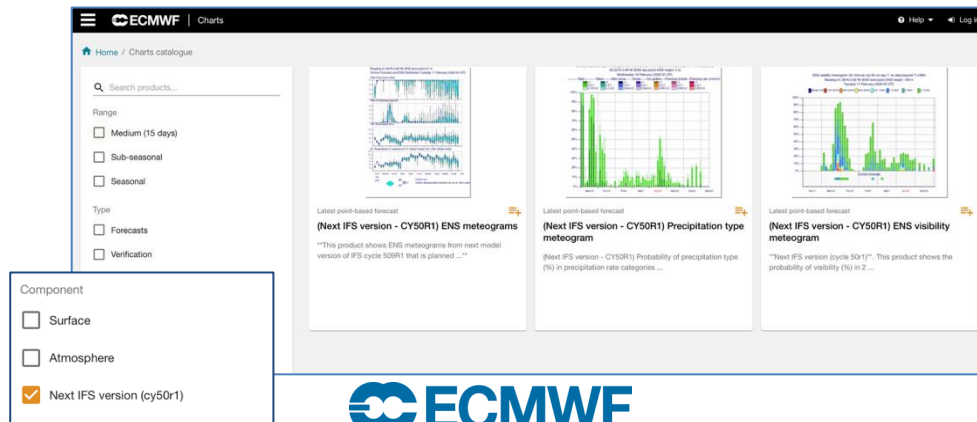 ECMWF | Charts
Help
Log in
Home / Charts catalogue
Search products...
Range
Medium (15 days)
Sub-seasonal
Seasonal
Type
Forecasts
Verification
Latest point-based forecast
(Next IFS version - CY50R1) ENS meteograms
"This product shows ENS meteograms from next model
version of IFS cycle 509R1 that is planned ..."
Latest point-based forecast
(Next IFS version - CY50R1) Precipitation type
meteogram
(Next IFS version - CY50R1) Probability of precipitation type
(%) in precipitation rate categories ...
Latest point-based forecast
(Next IFS version - CY50R1) ENS visibility
meteogram
"Next IFS version (cycle 50r1)". This product shows the
probability of visibility (%) in 2 ...
Component
Surface
Atmosphere
Next IFS version (cy50r1)
ECMWF